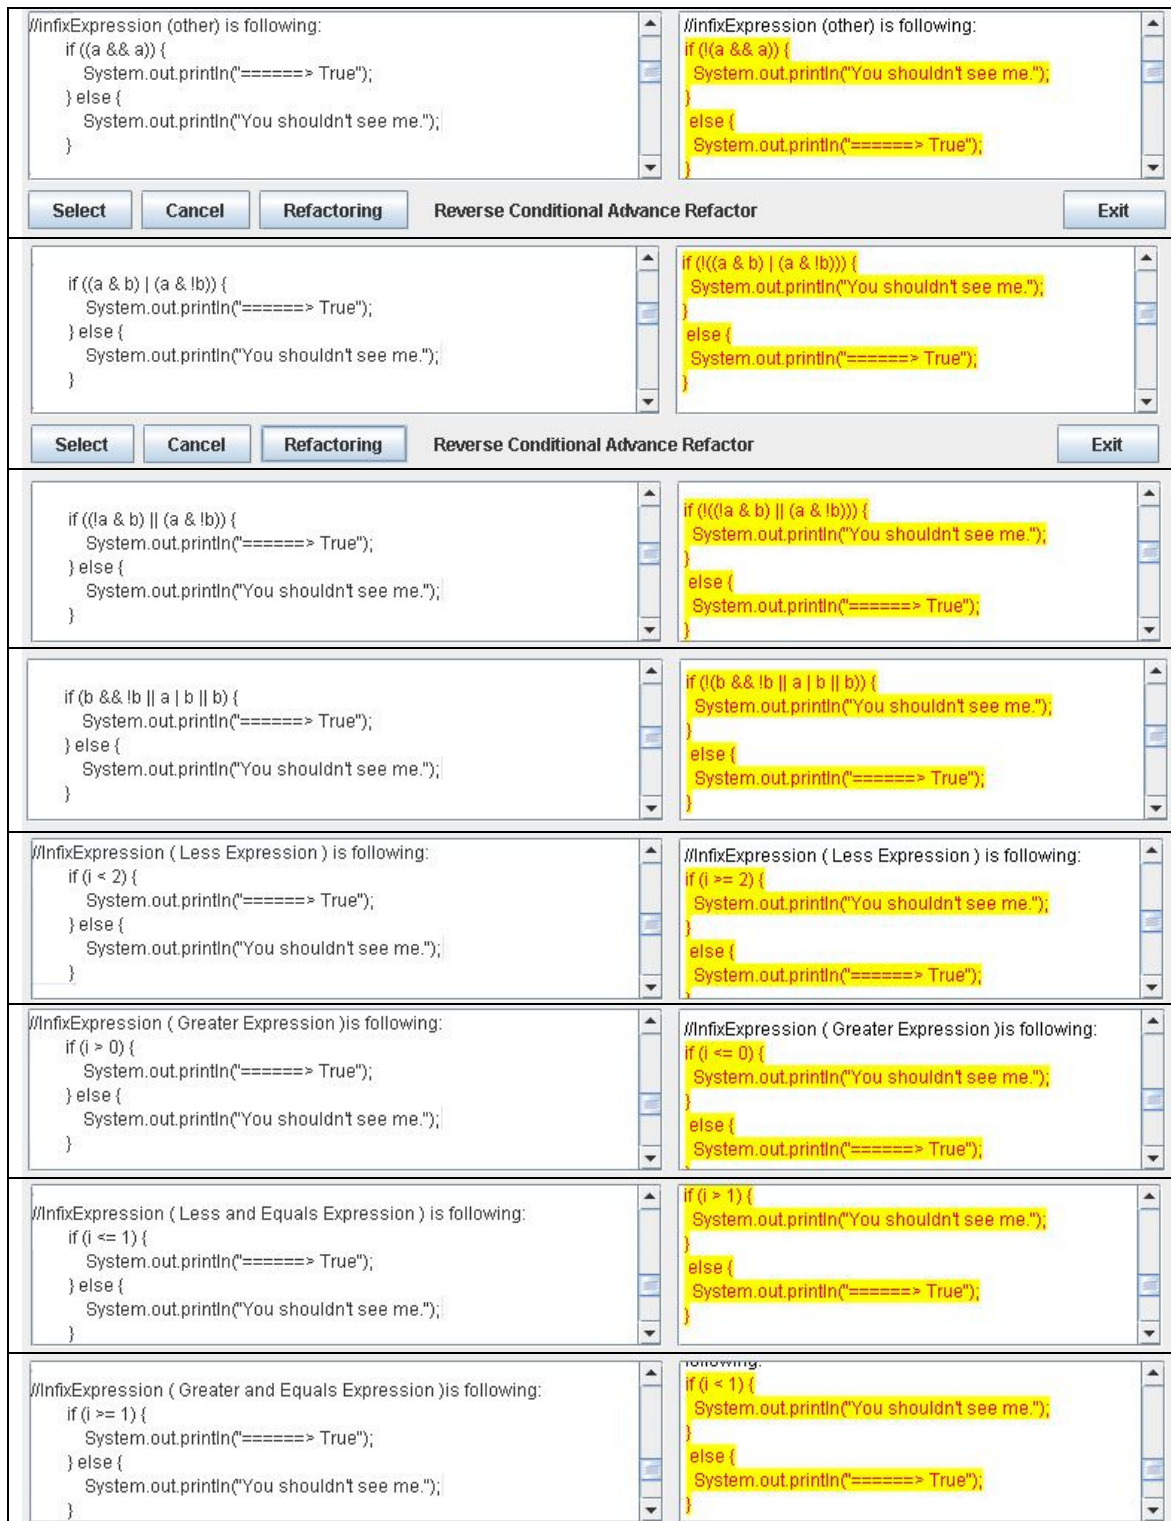 //infixExpression (other) is following:
if ((a && a)) {
System.out.println("======> True");
} else {
System.out.println("You shouldn't see me.");
}
//infixExpression (other) is following:
if (!(a && a)) {
System.out.println("You shouldn't see me.");
}
else {
System.out.println("======> True");
}
Select Cancel Refactoring Reverse Conditional Advance Refactor Exit
if ((a & b) | (a & !b)) {
System.out.println("======> True");
} else {
System.out.println("You shouldn't see me.");
}
if (!((a & b) | (a & !b))) {
System.out.println("You shouldn't see me.");
}
else {
System.out.println("======> True");
}
Select Cancel Refactoring Reverse Conditional Advance Refactor Exit
if ((!a & b) || (a & !b)) {
System.out.println("======> True");
} else {
System.out.println("You shouldn't see me.");
}
if (!((!a & b) || (a & !b))) {
System.out.println("You shouldn't see me.");
}
else {
System.out.println("======> True");
}
if (b && !b || a | b || b) {
System.out.println("======> True");
} else {
System.out.println("You shouldn't see me.");
}
if (!(b && !b || a | b || b)) {
System.out.println("You shouldn't see me.");
}
else {
System.out.println("======> True");
}
//InfixExpression ( Less Expression ) is following:
if (i < 2) {
System.out.println("======> True");
} else {
System.out.println("You shouldn't see me.");
}
//InfixExpression ( Less Expression ) is following:
if (i >= 2) {
System.out.println("You shouldn't see me.");
}
else {
System.out.println("======> True");
//InfixExpression ( Greater Expression )is following:
if (i > 0) {
System.out.println("======> True");
} else {
System.out.println("You shouldn't see me.");
}
//InfixExpression ( Greater Expression )is following:
if (i <= 0) {
System.out.println("You shouldn't see me.");
}
else {
System.out.println("======> True");
//InfixExpression ( Less and Equals Expression ) is following:
if (i <= 1) {
System.out.println("======> True");
} else {
System.out.println("You shouldn't see me.");
}
if (i > 1) {
System.out.println("You shouldn't see me.");
}
else {
System.out.println("======> True");
}
//InfixExpression ( Greater and Equals Expression )is following:
if (i >= 1) {
System.out.println("======> True");
} else {
System.out.println("You shouldn't see me.");
}
following:
if (i < 1) {
System.out.println("You shouldn't see me.");
}
else {
System.out.println("======> True");
}